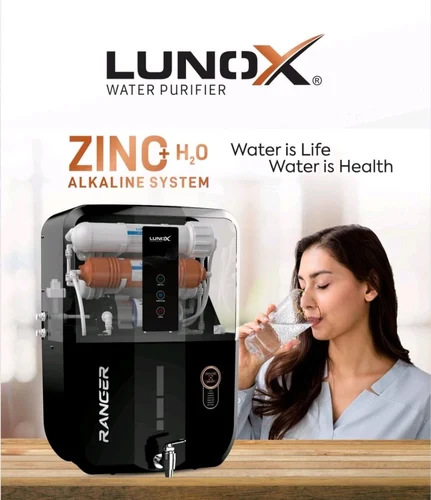 LUNOX®
WATER PURIFIER
ZINC+ H₂O
ALKALINE SYSTEM
Water is Life
Water is Health
LUNOX
RANGER